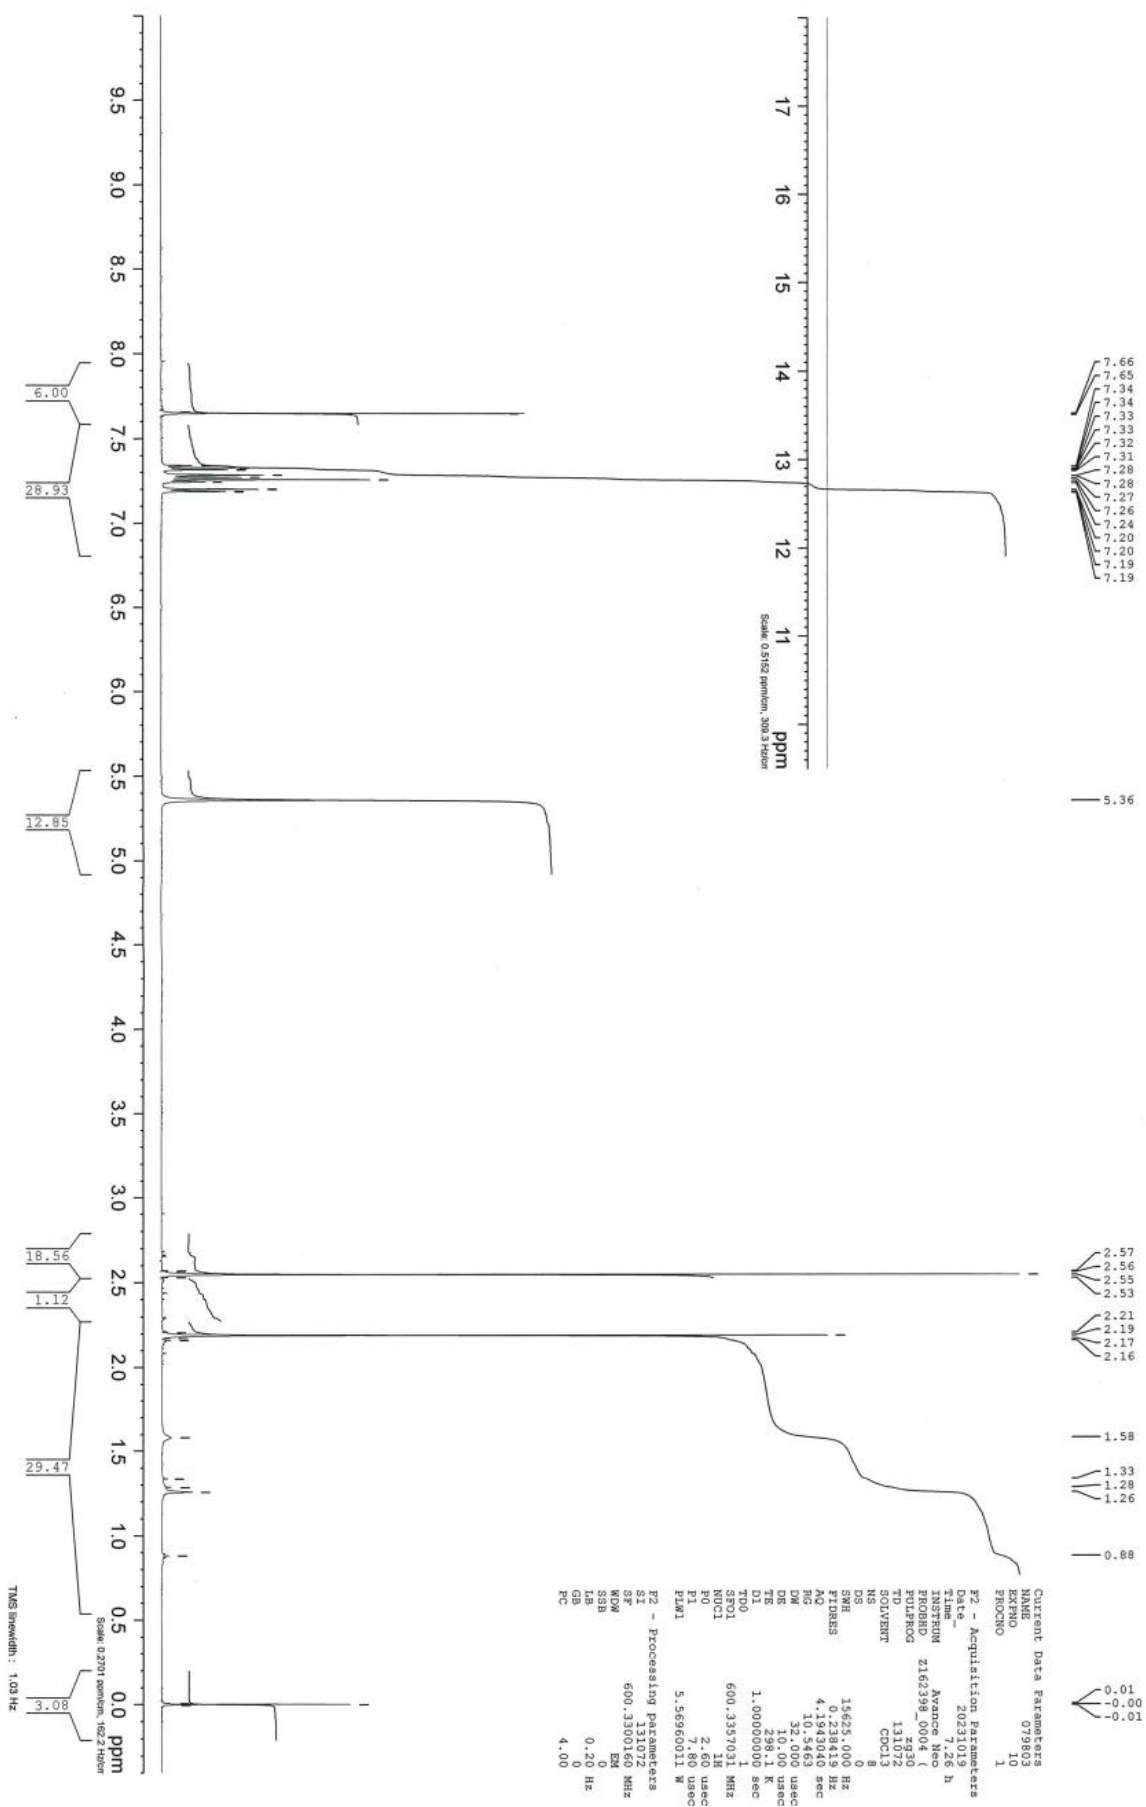 7.66
7.65
7.34
7.34
7.33
7.33
7.32
7.31
7.28
7.28
7.27
7.26
7.24
7.20
7.20
7.19
7.19
5.36
2.57
2.56
2.55
2.53
2.21
2.19
2.17
2.16
1.58
1.33
1.28
1.26
0.88
0.01
-0.00
-0.01
Current Data Parameters
NAME 079803
EXPNO 10
PROCNO 1
F2 - Acquisition Parameters
Date_ 20231019
Time_ 7.26 h
INSTRUM Avance Neo
PROBHD Z162398_0004 (
PULPROG zg30
TD 131072
SOLVENT CDCl3
NS 8
DS 0
SWH 15625.000 Hz
FIDRES 0.238419 Hz
AQ 4.1943040 sec
RG 10.5463
DW 32.000 usec
DE 10.00 usec
TE 298.1 K
D1 1.00000000 sec
TD0 1
SFO1 600.3357031 MHz
NUC1 1H
P0 2.60 usec
P1 7.80 usec
PLW1 5.56960011 W
F2 - Processing parameters
SI 131072
SF 600.3300160 MHz
WDW EM
SSB 0
LB 0.20 Hz
GB 0
PC 4.00
17 16 15 14 13 12 11 ppm
Scale: 0.5152 ppm/cm, 309.3 Hz/cm
9.5 9.0 8.5 8.0 7.5 7.0 6.5 6.0 5.5 5.0 4.5 4.0 3.5 3.0 2.5 2.0 1.5 1.0 0.5 0.0 ppm
Scale: 0.2701 ppm/cm, 162.2 Hz/cm
6.00
28.93
12.85
18.56
1.12
29.47
3.08
TMS linewidth : 1.03 Hz